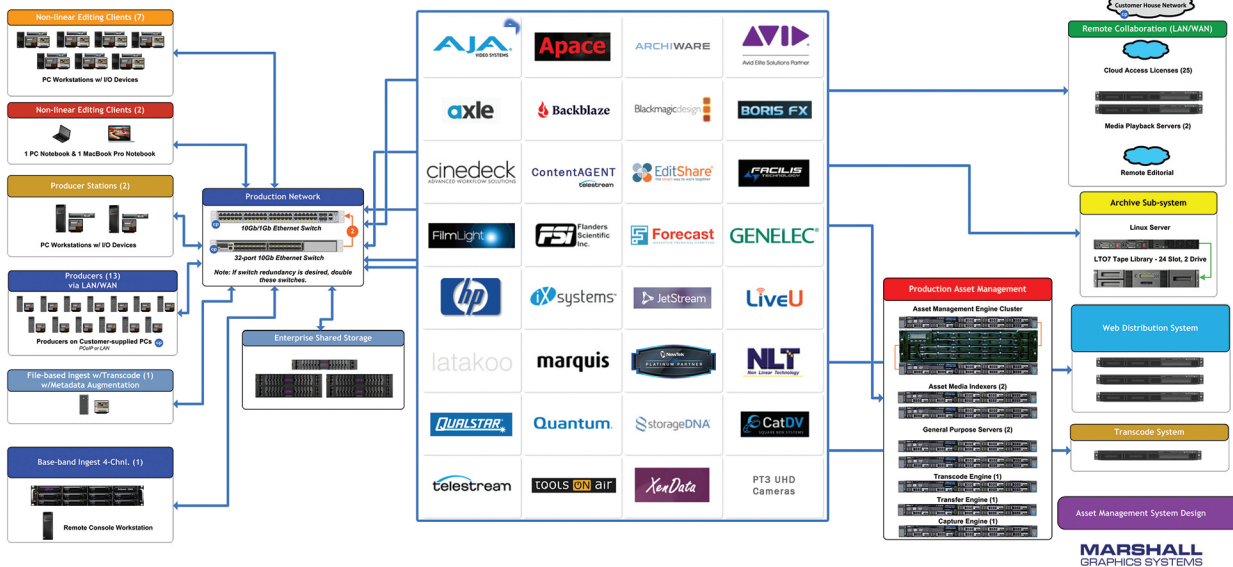 Non-linear Editing Clients (7)
PC Workstations w/ I/O Devices
Non-linear Editing Clients (2)
1 PC Notebook & 1 MacBook Pro Notebook
Producer Stations (2)
PC Workstations w/ I/O Devices
Producers (13)
via LAN/WAN
Producers on Customer-supplied PCs
PCoIP or LAN
File-based Ingest w/Transcode (1)
w/Metadata Augmentation
Base-band Ingest 4-Chnl. (1)
Remote Console Workstation
Production Network
10Gb/1Gb Ethernet Switch
2
32-port 10Gb Ethernet Switch
Note: If switch redundancy is desired, double
these switches.
Enterprise Shared Storage
AJA
VIDEO SYSTEMS
Apace
ARCHIWARE
AVID
Avid Elite Solutions Partner
axle
Backblaze
Blackmagicdesign
BORIS FX
cinedeck
ADVANCED WORKFLOW SOLUTIONS
ContentAGENT
telestream
EditShare®
the smart way to work together
FACILIS
TECHNOLOGY
FilmLight
FSI
Flanders
Scientific
Inc.
Forecast
GENELEC®
hp
iXsystems
JetStream
LiveU
latakoo
marquis
NewTek
PLATINUM PARTNER
NLT
Non Linear Technology
QUALSTAR
Quantum.
storageDNA
CatDV
SQUARE BOX SYSTEMS
telestream
TOOLS ON air
XenData
PT3 UHD
Cameras
Customer House Network
Remote Collaboration (LAN/WAN)
Cloud Access Licenses (25)
Media Playback Servers (2)
Remote Editorial
Archive Sub-system
Linux Server
LTO7 Tape Library - 24 Slot, 2 Drive
Production Asset Management
Asset Management Engine Cluster
Asset Media Indexers (2)
General Purpose Servers (2)
Transcode Engine (1)
Transfer Engine (1)
Capture Engine (1)
Web Distribution System
Transcode System
Asset Management System Design
MARSHALL
GRAPHICS SYSTEMS